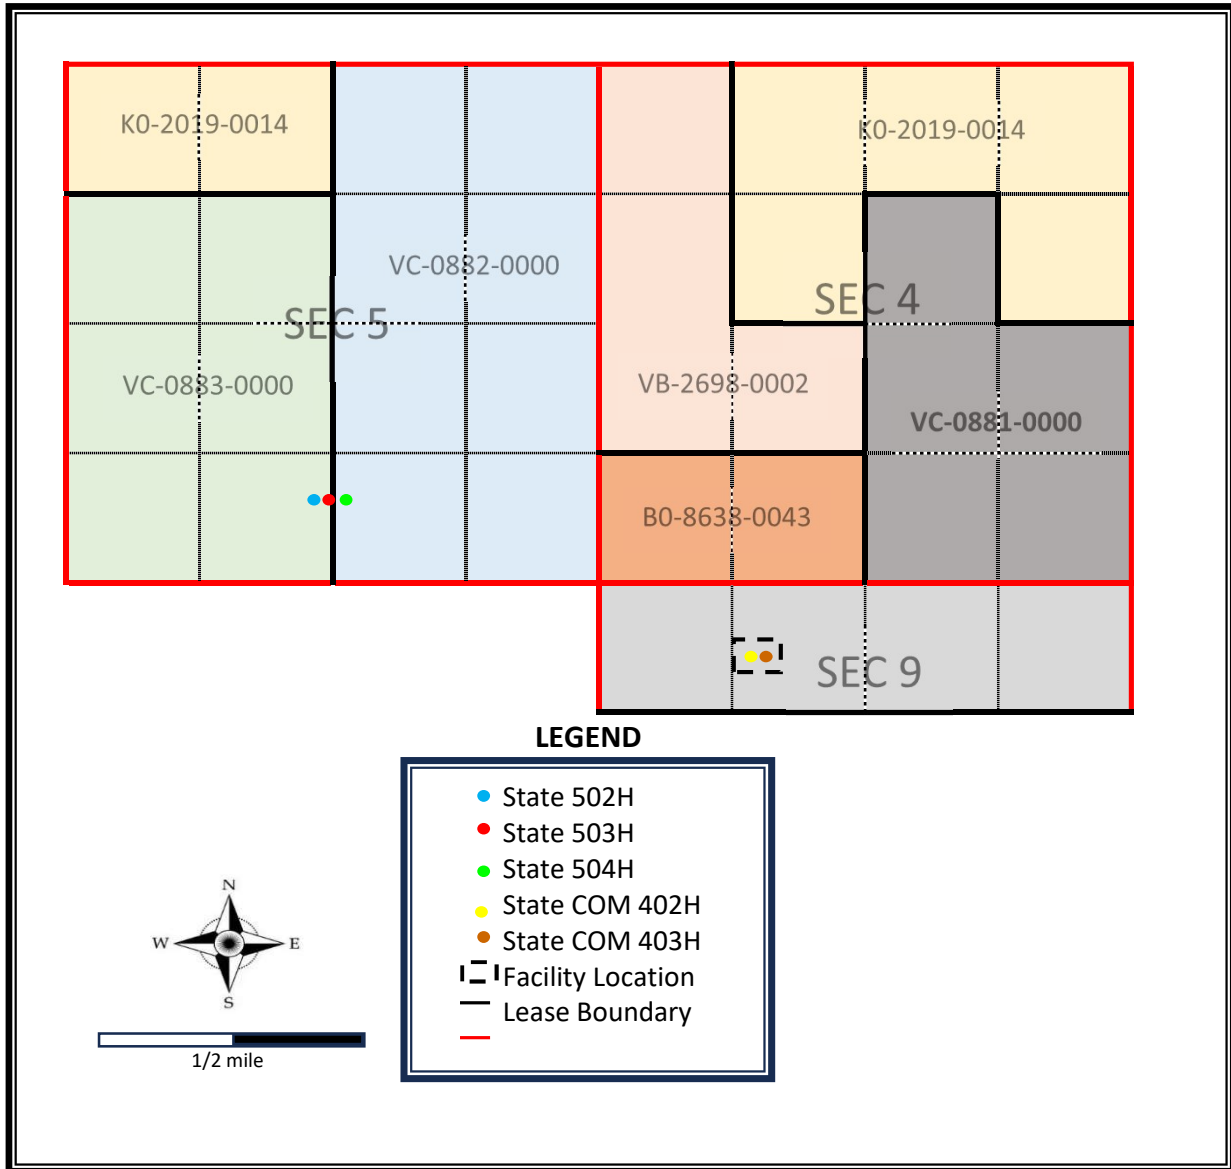 K0-2019-0014
K0-2019-0014
VC-0882-0000
SEC 5
SEC 4
VC-0883-0000
VB-2698-0002
VC-0881-0000
B0-8638-0043
SEC 9
LEGEND
State 502H
State 503H
State 504H
State COM 402H
State COM 403H
Facility Location
Lease Boundary
N
W
E
S
1/2 mile